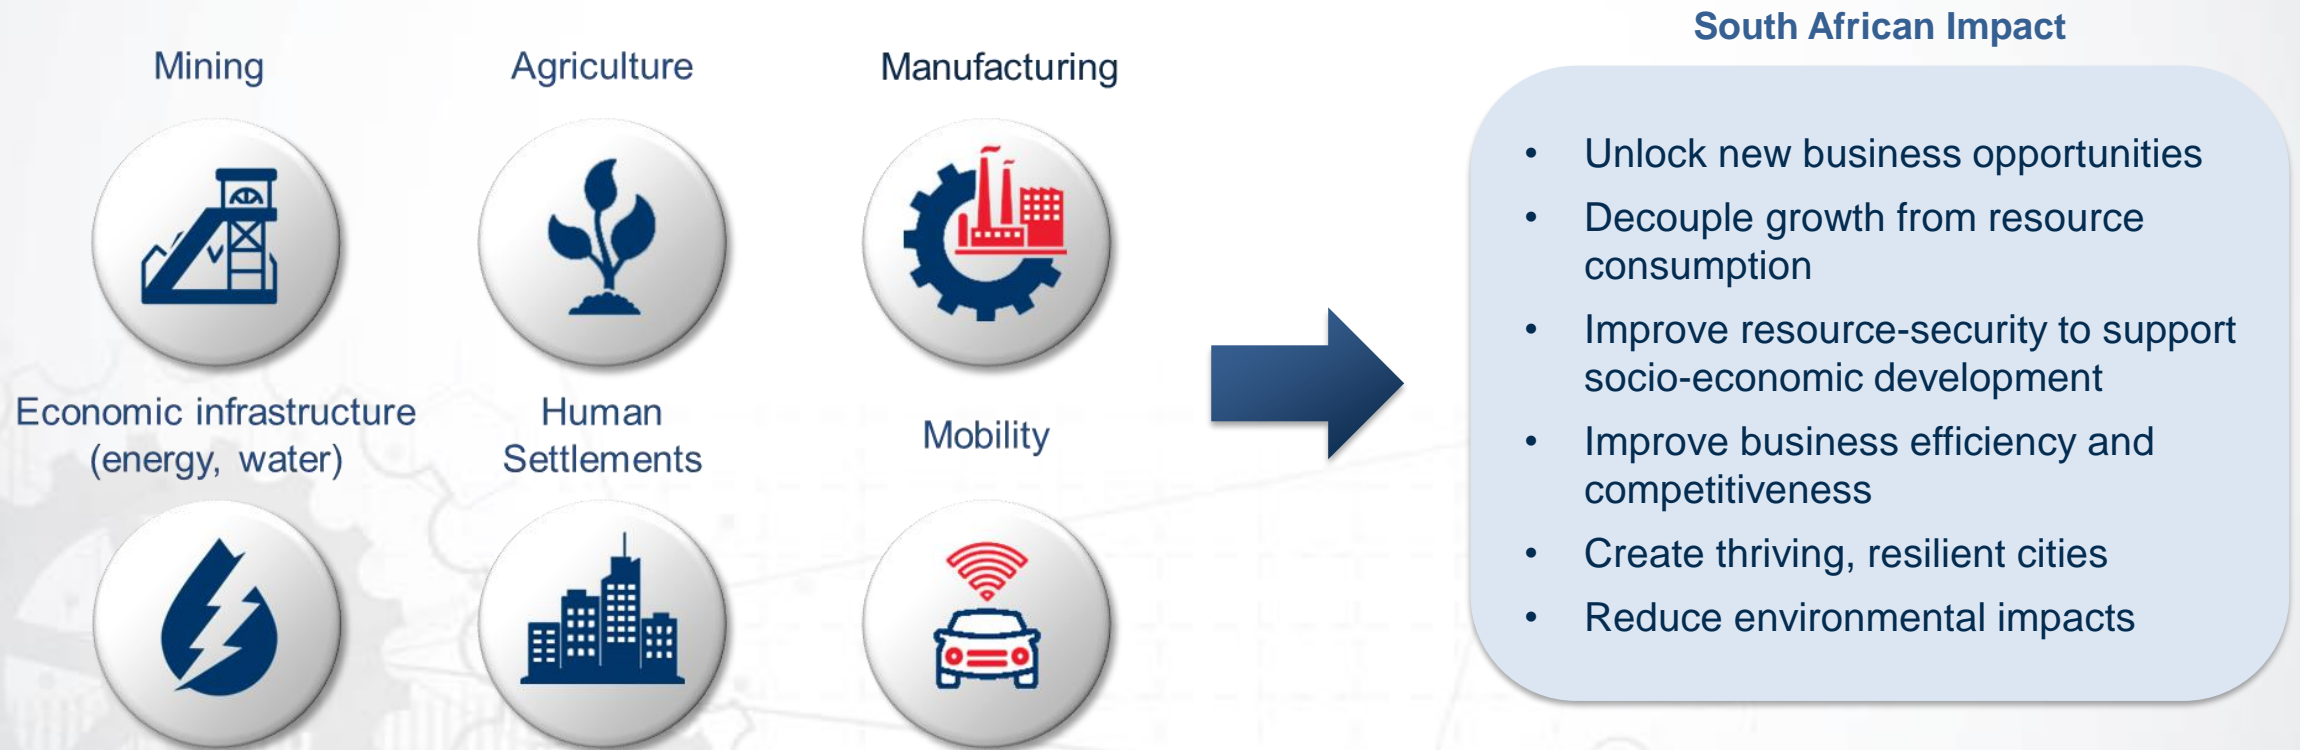 Mining
Agriculture
Manufacturing
Economic infrastructure
(energy, water)
Human
Settlements
Mobility
South African Impact
• Unlock new business opportunities
• Decouple growth from resource
consumption
• Improve resource-security to support
socio-economic development
• Improve business efficiency and
competitiveness
• Create thriving, resilient cities
• Reduce environmental impacts